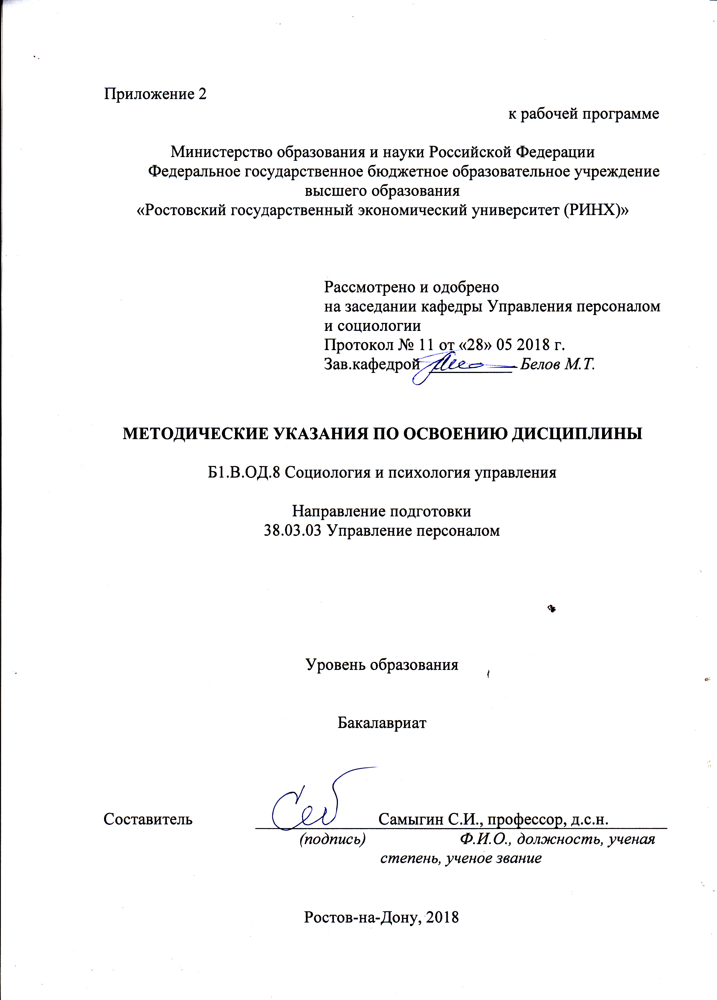 Приложение 2
к рабочей программе
Министерство образования и науки Российской Федерации
Федеральное государственное бюджетное образовательное учреждение
высшего образования
«Ростовский государственный экономический университет (РИНХ)»
Рассмотрено и одобрено
на заседании кафедры Управления персоналом
и социологии
Протокол № 11 от «28» 05 2018 г.
Зав.кафедрой Белов М.Т.
МЕТОДИЧЕСКИЕ УКАЗАНИЯ ПО ОСВОЕНИЮ ДИСЦИПЛИНЫ
Б1.В.ОД.8 Социология и психология управления
Направление подготовки
38.03.03 Управление персоналом
Уровень образования
Бакалавриат
Составитель Самыгин С.И., профессор, д.с.н.
(подпись) Ф.И.О., должность, ученая
степень, ученое звание
Ростов-на-Дону, 2018